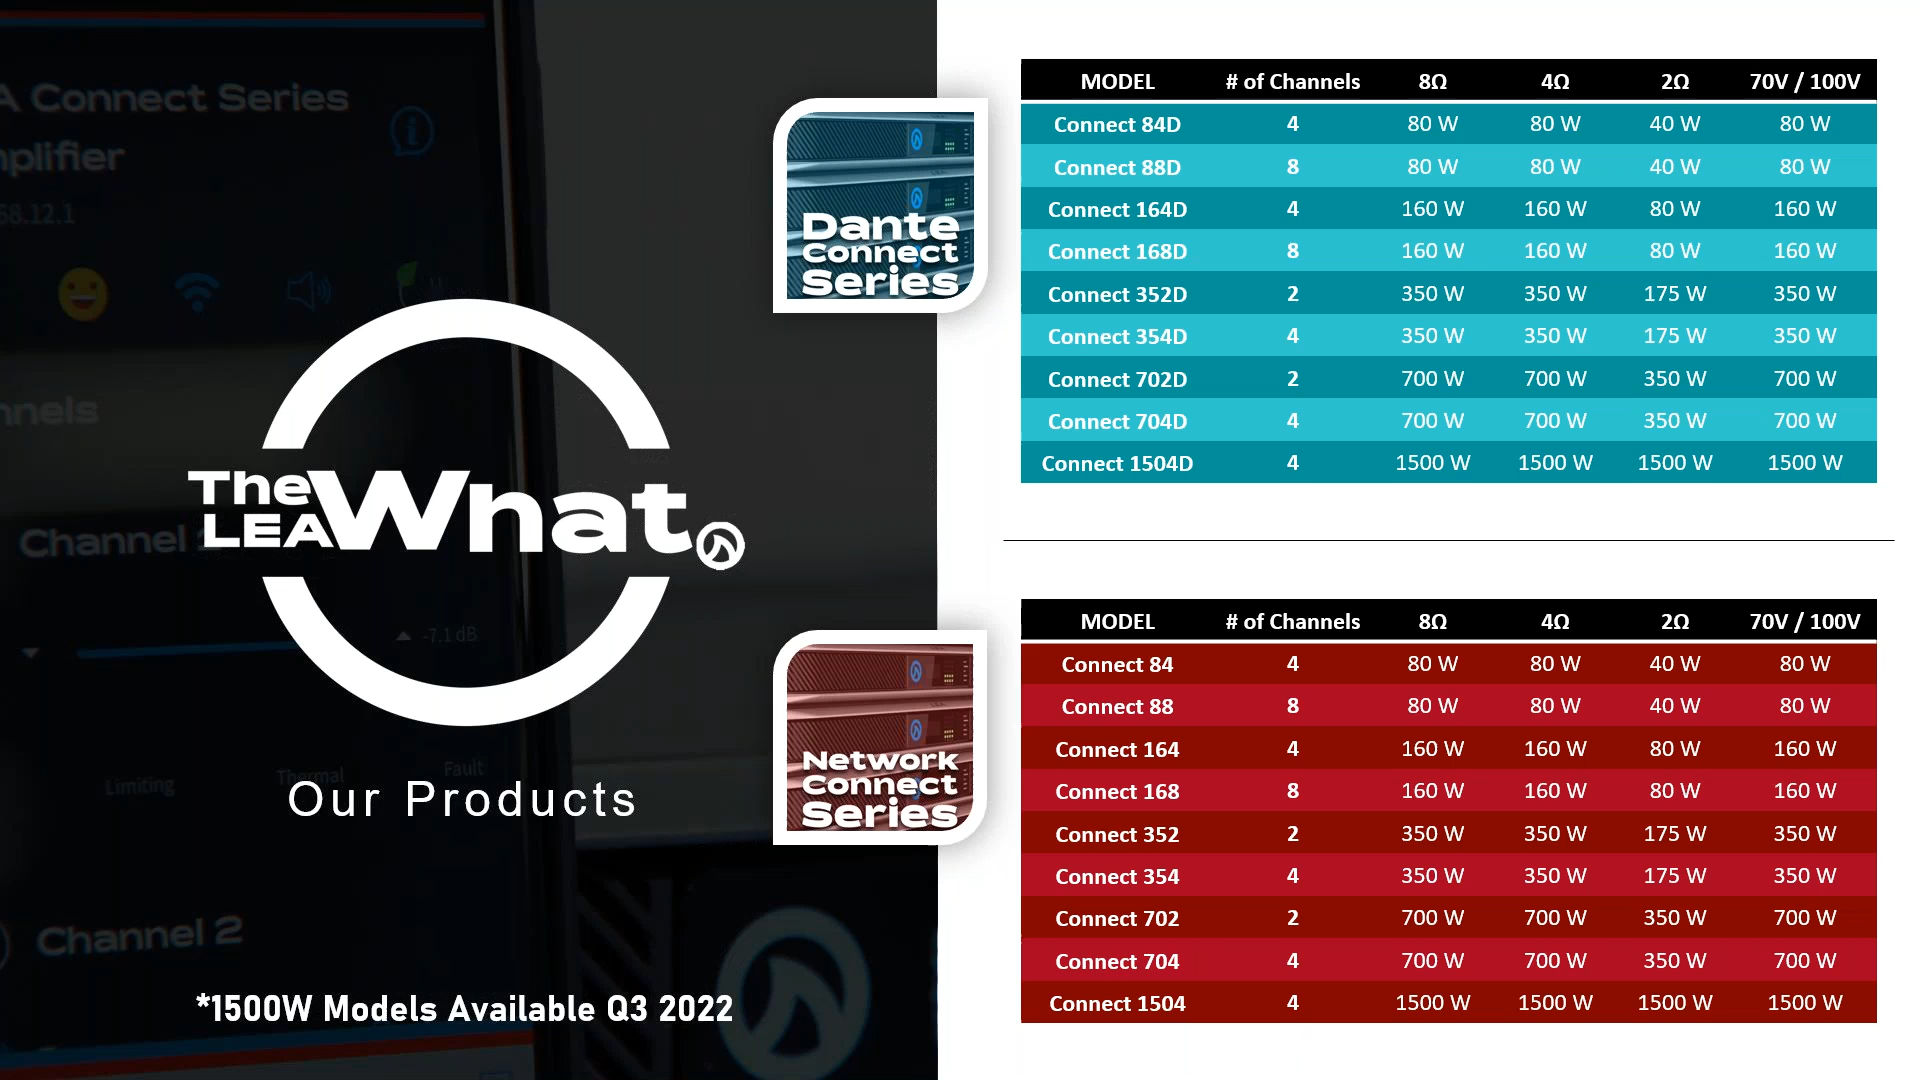 A Connect Series
mplifier
68.12.1
nnels
Channel
-7.1 dB
Limiting
Thermal
Fault
Channel 2
The
LEA
What
Our Products
*1500W Models Available Q3 2022
Dante
Connect
Series
MODEL # of Channels 8Ω 4Ω 2Ω 70V / 100V
Connect 84D 4 80 W 80 W 40 W 80 W
Connect 88D 8 80 W 80 W 40 W 80 W
Connect 164D 4 160 W 160 W 80 W 160 W
Connect 168D 8 160 W 160 W 80 W 160 W
Connect 352D 2 350 W 350 W 175 W 350 W
Connect 354D 4 350 W 350 W 175 W 350 W
Connect 702D 2 700 W 700 W 350 W 700 W
Connect 704D 4 700 W 700 W 350 W 700 W
Connect 1504D 4 1500 W 1500 W 1500 W 1500 W
Network
Connect
Series
MODEL # of Channels 8Ω 4Ω 2Ω 70V / 100V
Connect 84 4 80 W 80 W 40 W 80 W
Connect 88 8 80 W 80 W 40 W 80 W
Connect 164 4 160 W 160 W 80 W 160 W
Connect 168 8 160 W 160 W 80 W 160 W
Connect 352 2 350 W 350 W 175 W 350 W
Connect 354 4 350 W 350 W 175 W 350 W
Connect 702 2 700 W 700 W 350 W 700 W
Connect 704 4 700 W 700 W 350 W 700 W
Connect 1504 4 1500 W 1500 W 1500 W 1500 W